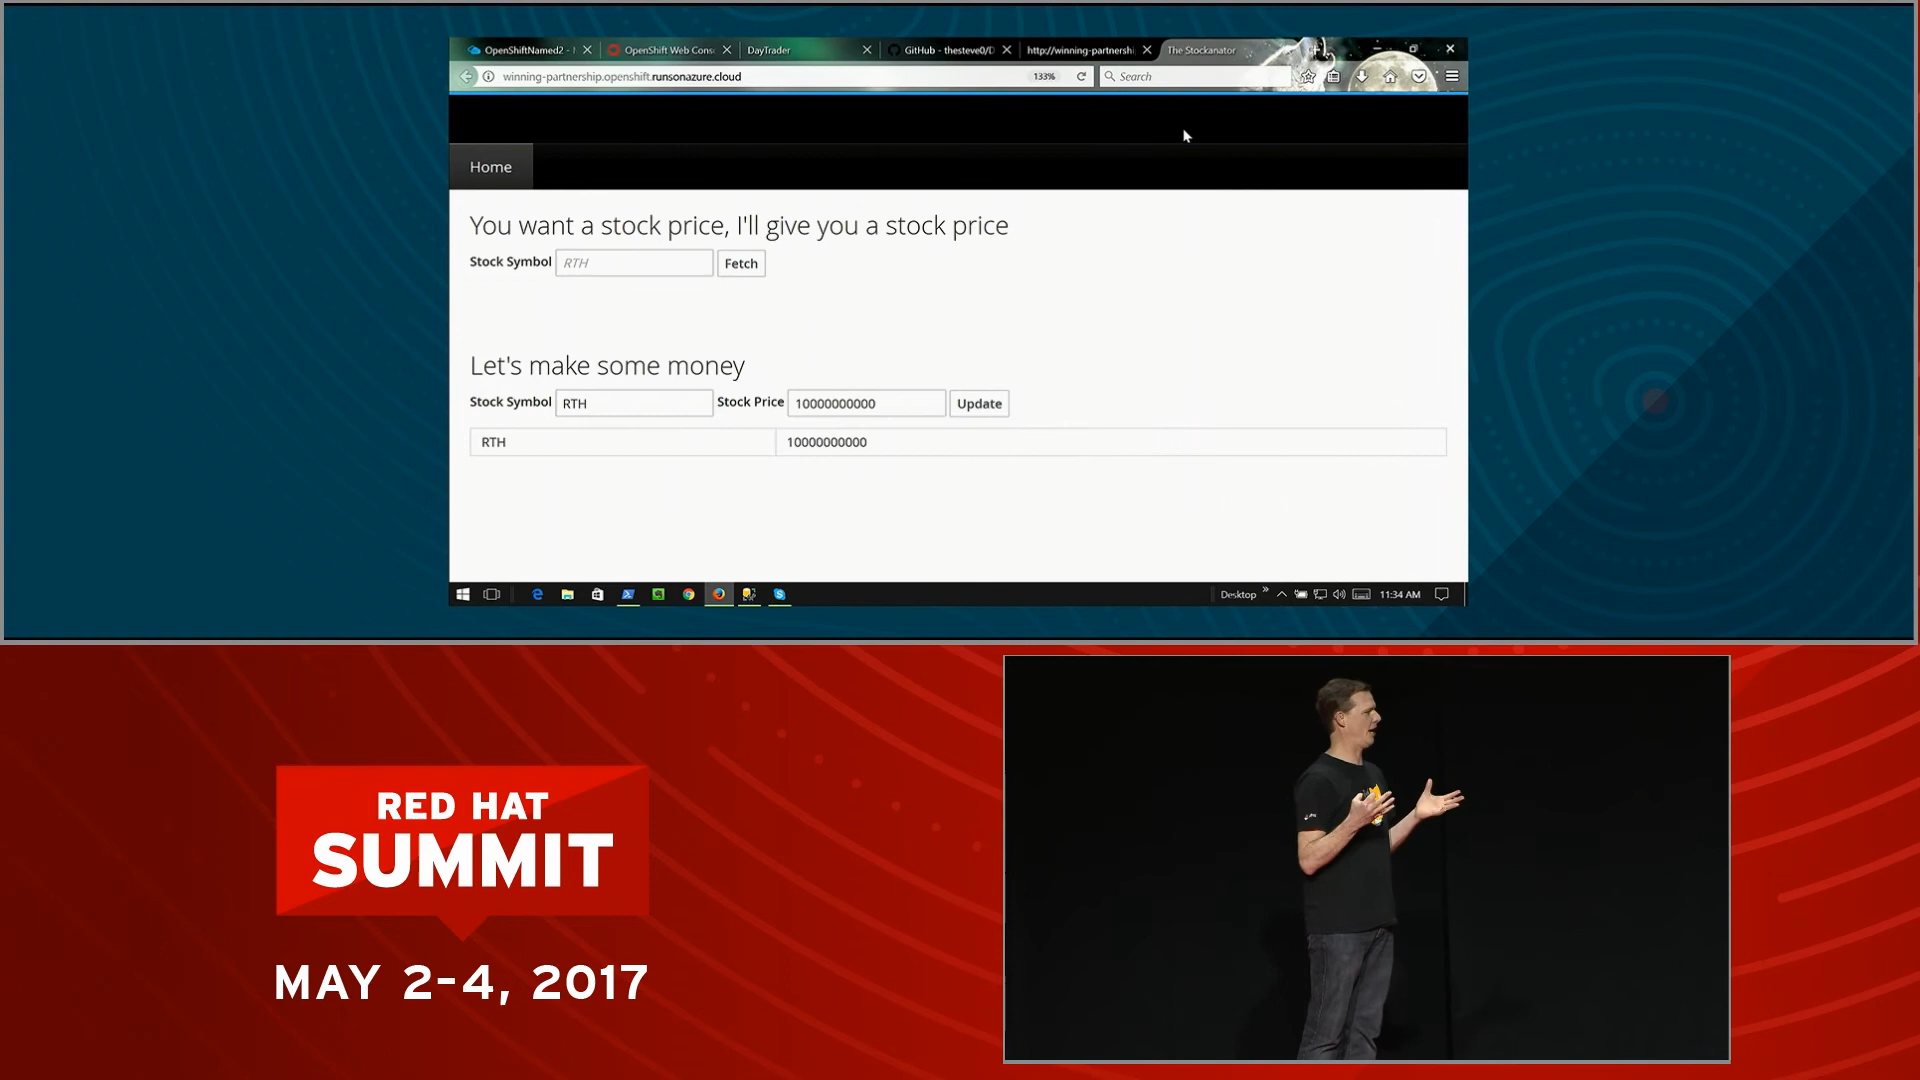 OpenShiftNamed2 -
OpenShift Web Cons
DayTrader
GitHub - thesteve0/D
http://winning-partnershi
The Stockanator
winning-partnership.openshift.runsonazure.cloud
133%
Search
Home
You want a stock price, I'll give you a stock price
Stock Symbol RTH Fetch
Let's make some money
Stock Symbol RTH Stock Price 10000000000 Update
RTH 10000000000
Desktop
11:34 AM
RED HAT
SUMMIT
MAY 2-4, 2017